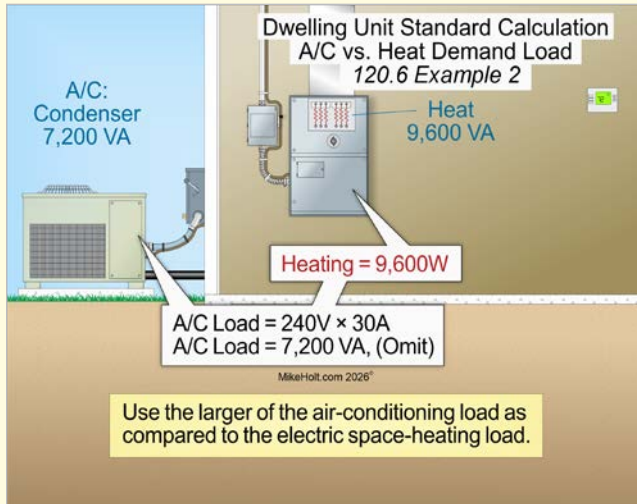 Dwelling Unit Standard Calculation
A/C vs. Heat Demand Load
120.6 Example 2
A/C:
Condenser
7,200 VA
Heat
9,600 VA
Heating = 9,600W
A/C Load = 240V × 30A
A/C Load = 7,200 VA, (Omit)
MikeHolt.com 2026®
Use the larger of the air-conditioning load as
compared to the electric space-heating load.